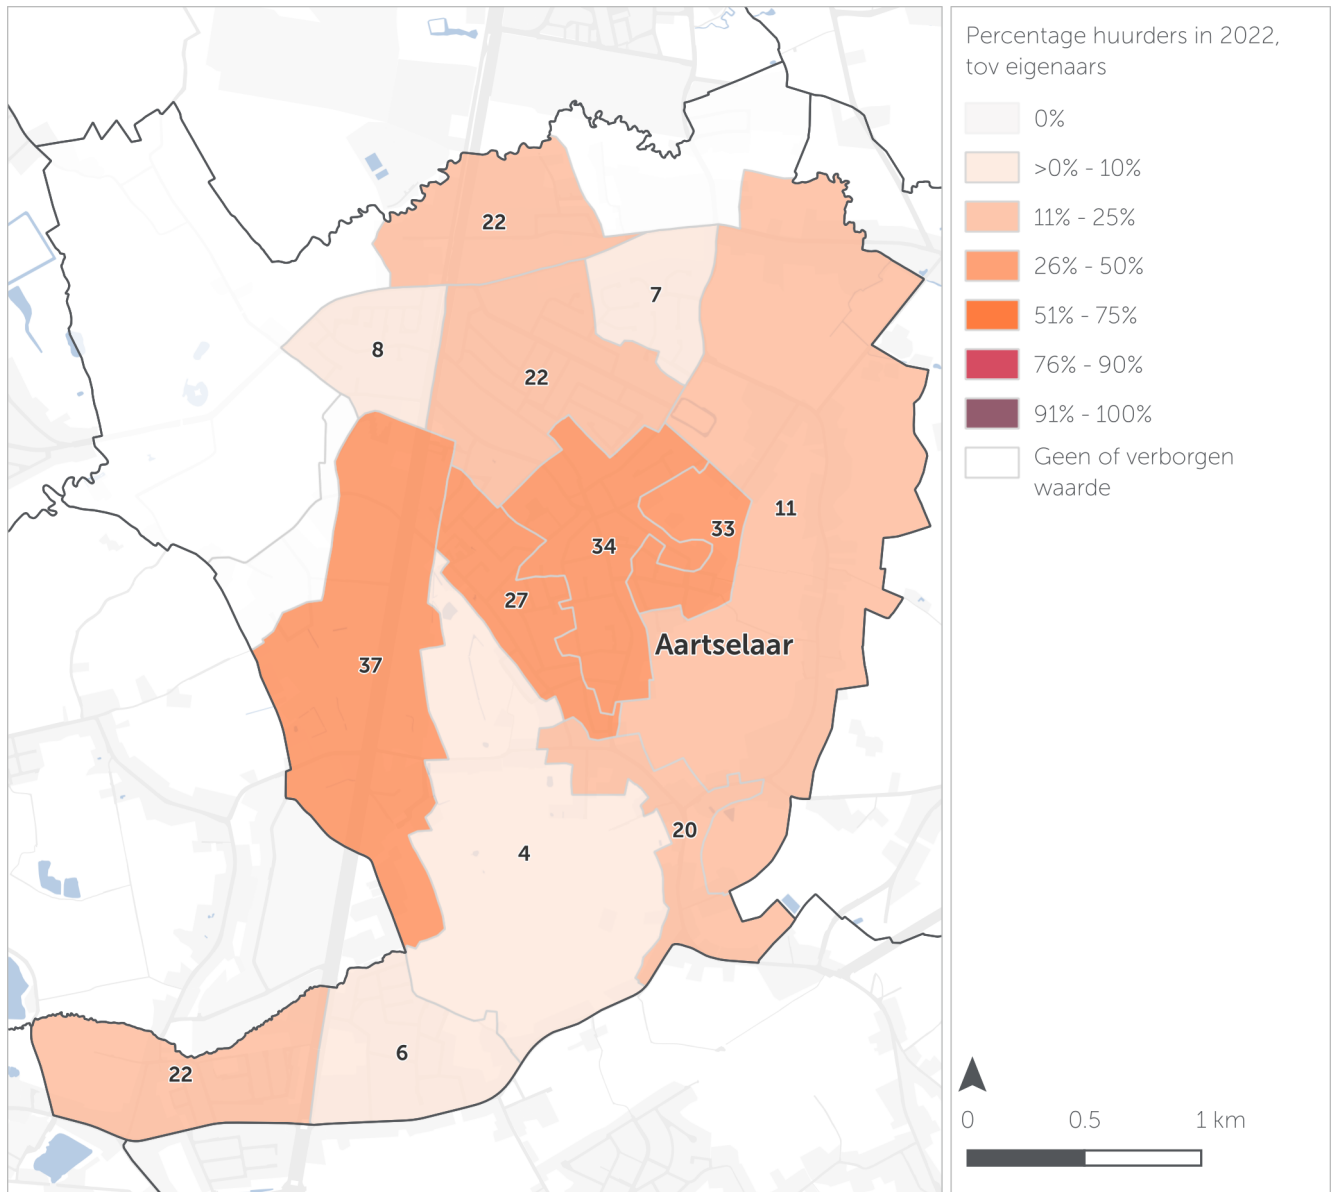 Percentage huurders in 2022,
tov eigenaars
0%
>0% - 10%
11% - 25%
26% - 50%
51% - 75%
76% - 90%
91% - 100%
Geen of verborgen
waarde
22
7
8
22
11
33
34
27
Aartselaar
37
20
4
6
22
0 0.5 1 km